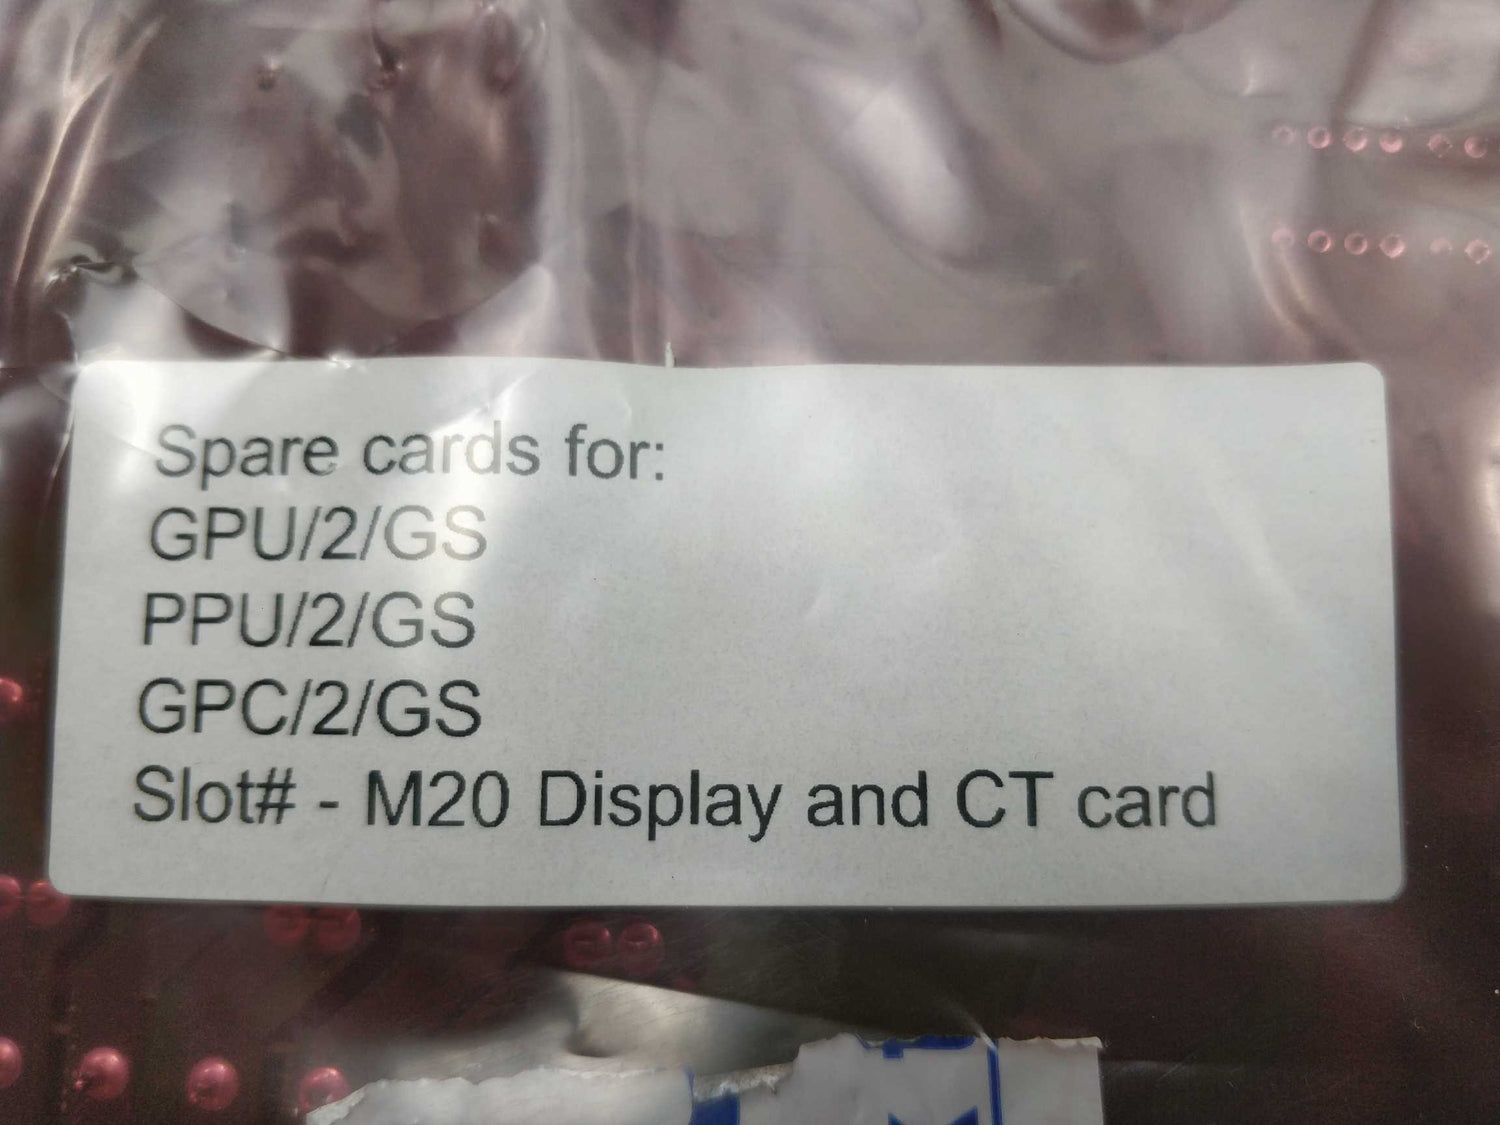 Spare cards for:
GPU/2/GS
PPU/2/GS
GPC/2/GS
Slot# - M20 Display and CT card